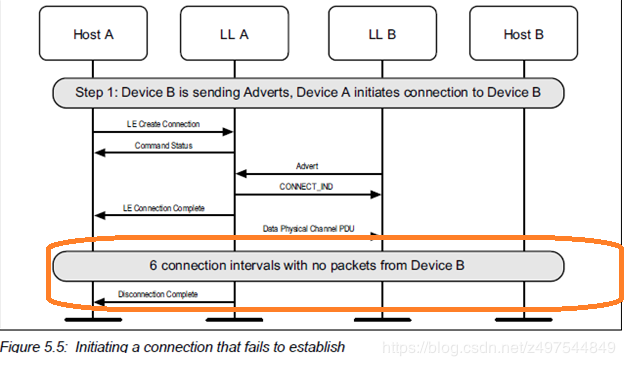 Host A
LL A
LL B
Host B
Step 1: Device B is sending Adverts, Device A initiates connection to Device B
LE Create Connection
Command Status
Advert
CONNECT_IND
LE Connection Complete
Data Physical Channel PDU
6 connection intervals with no packets from Device B
Disconnection Complete
Figure 5.5: Initiating a connection that fails to establish
https://blog.csdn.net/z497544849